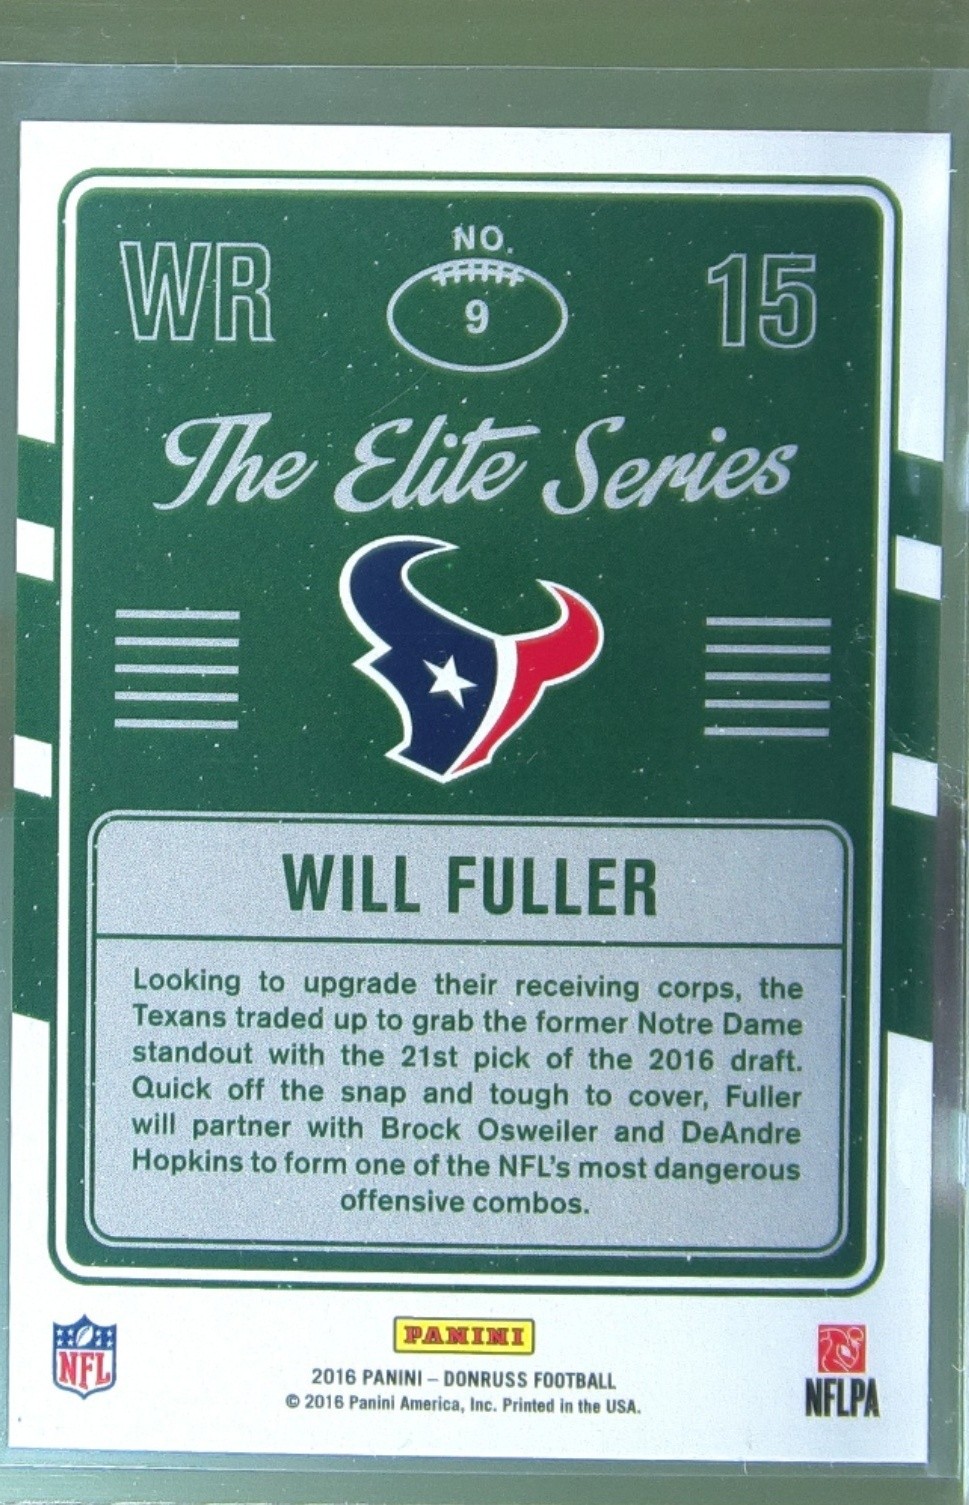 NO.
WR 9 15
The Elite Series
WILL FULLER
Looking to upgrade their receiving corps, the
Texans traded up to grab the former Notre Dame
standout with the 21st pick of the 2016 draft.
Quick off the snap and tough to cover, Fuller
will partner with Brock Osweiler and DeAndre
Hopkins to form one of the NFL's most dangerous
offensive combos.
NFL
PANINI
2016 PANINI – DONRUSS FOOTBALL
© 2016 Panini America, Inc. Printed in the USA.
NFLPA